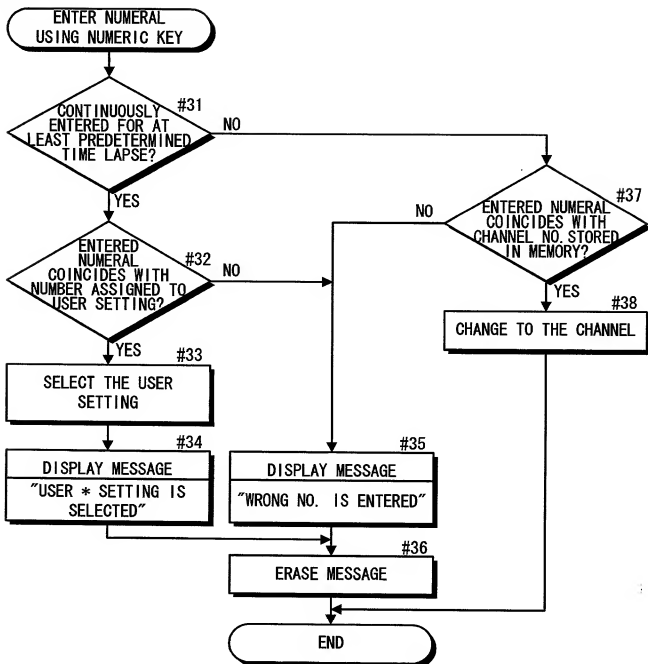 ENTER NUMERAL
USING NUMERIC KEY
#31
CONTINUOUSLY
ENTERED FOR AT
LEAST PREDETERMINED
TIME LAPSE?
NO
YES
#32
ENTERED
NUMERAL
COINCIDES WITH
NUMBER ASSIGNED TO
USER SETTING?
NO
YES
#37
ENTERED NUMERAL
COINCIDES WITH
CHANNEL NO. STORED
IN MEMORY?
NO
YES
#38
CHANGE TO THE CHANNEL
#33
SELECT THE USER
SETTING
#34
DISPLAY MESSAGE
"USER * SETTING IS
SELECTED"
#35
DISPLAY MESSAGE
"WRONG NO. IS ENTERED"
#36
ERASE MESSAGE
END